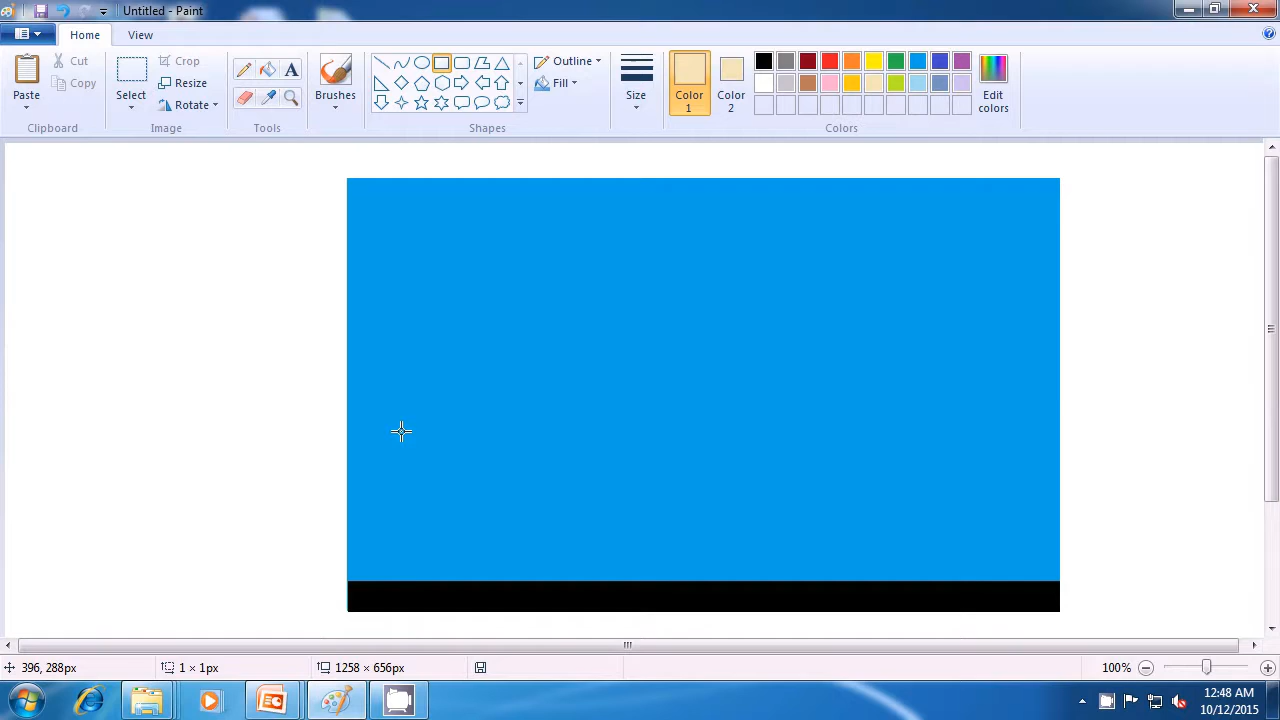 Untitled - Paint
Home
View
Paste
Cut
Copy
Clipboard
Select
Crop
Resize
Rotate
Image
A
Tools
Brushes
Shapes
Outline
Fill
Size
Color 1
Color 2
Edit colors
Colors
396, 288px
1 × 1px
1258 × 656px
100%
12:48 AM
10/12/2015